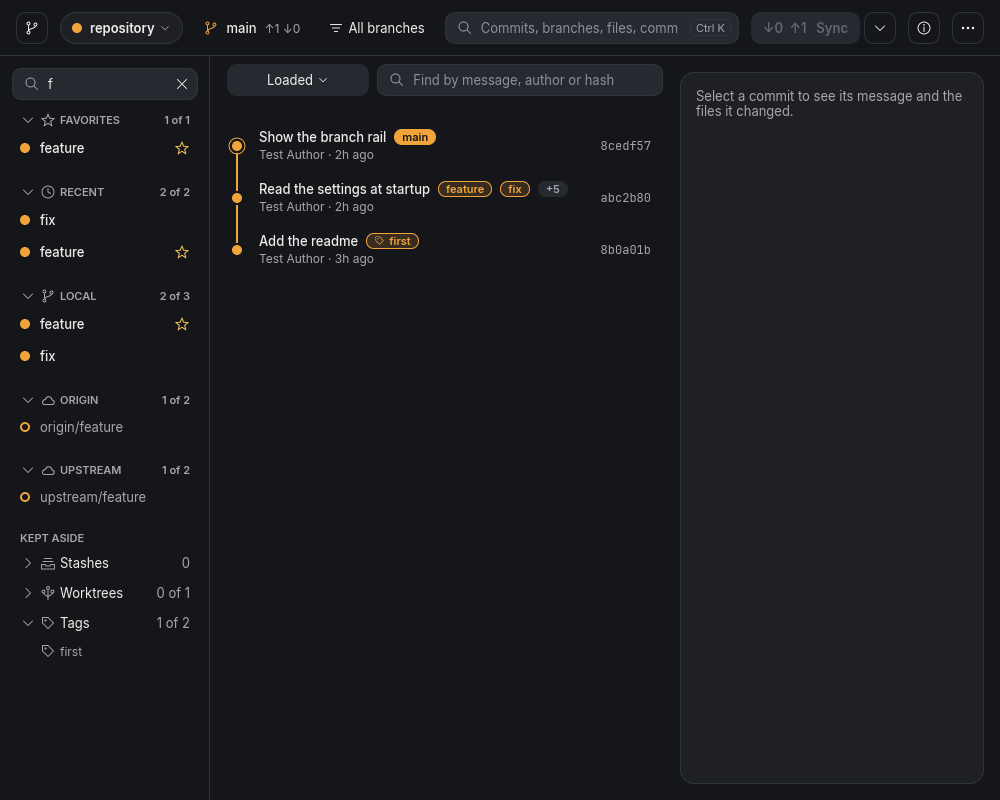 repository
main ↑1 ↓0
All branches
Commits, branches, files, comm
Ctrl K
↓0 ↑1 Sync
f
FAVORITES 1 of 1
feature
RECENT 2 of 2
fix
feature
LOCAL 2 of 3
feature
fix
ORIGIN 1 of 2
origin/feature
UPSTREAM 1 of 2
upstream/feature
KEPT ASIDE
Stashes 0
Worktrees 0 of 1
Tags 1 of 2
first
Loaded
Find by message, author or hash
Show the branch rail main
Test Author · 2h ago
8cedf57
Read the settings at startup feature fix +5
Test Author · 2h ago
abc2b80
Add the readme first
Test Author · 3h ago
8b0a01b
Select a commit to see its message and the
files it changed.